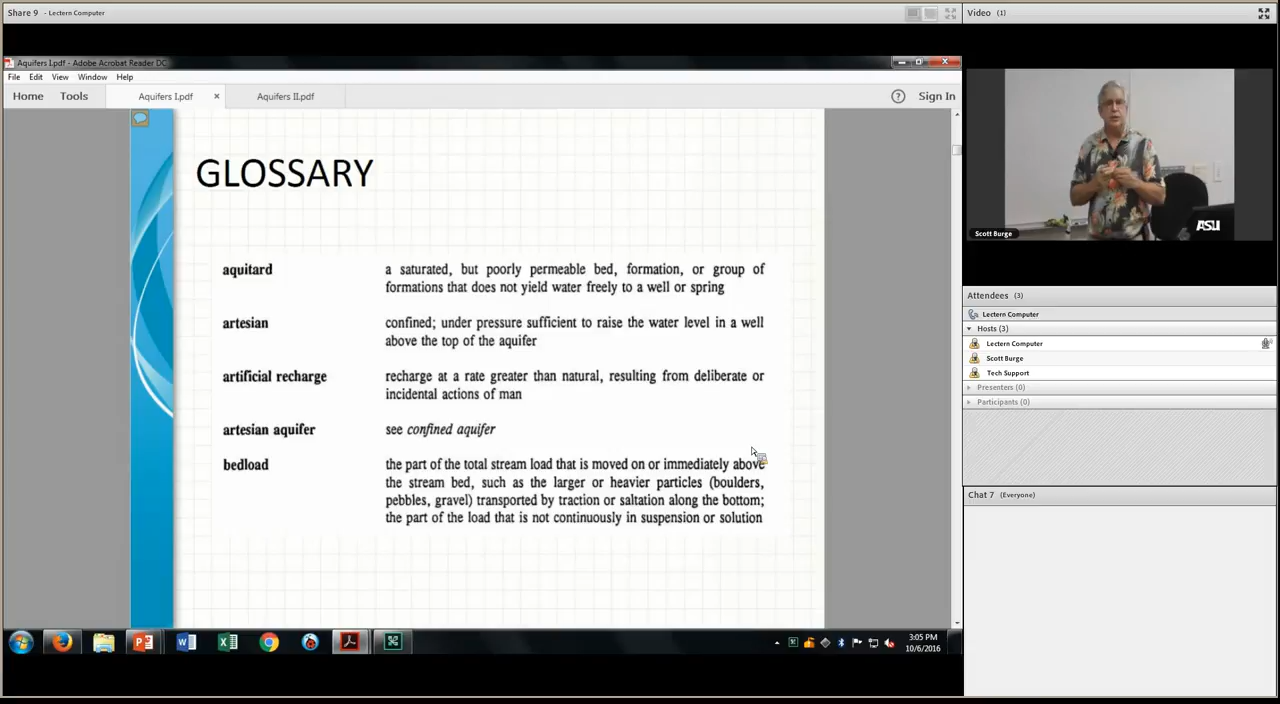 Share 9 - Lectern Computer
Video (1)
Aquifers I.pdf - Adobe Acrobat Reader DC
File Edit View Window Help
Home Tools Aquifers I.pdf × Aquifers II.pdf ? Sign In
GLOSSARY
aquitard a saturated, but poorly permeable bed, formation, or group of
formations that does not yield water freely to a well or spring
artesian confined; under pressure sufficient to raise the water level in a well
above the top of the aquifer
artificial recharge recharge at a rate greater than natural, resulting from deliberate or
incidental actions of man
artesian aquifer see confined aquifer
bedload the part of the total stream load that is moved on or immediately above
the stream bed, such as the larger or heavier particles (boulders,
pebbles, gravel) transported by traction or saltation along the bottom;
the part of the load that is not continuously in suspension or solution
3:05 PM
10/6/2016
ASU
Scott Burge
Attendees (3)
Lectern Computer
Hosts (3)
Lectern Computer
Scott Burge
Tech Support
Presenters (0)
Participants (0)
Chat 7 (Everyone)